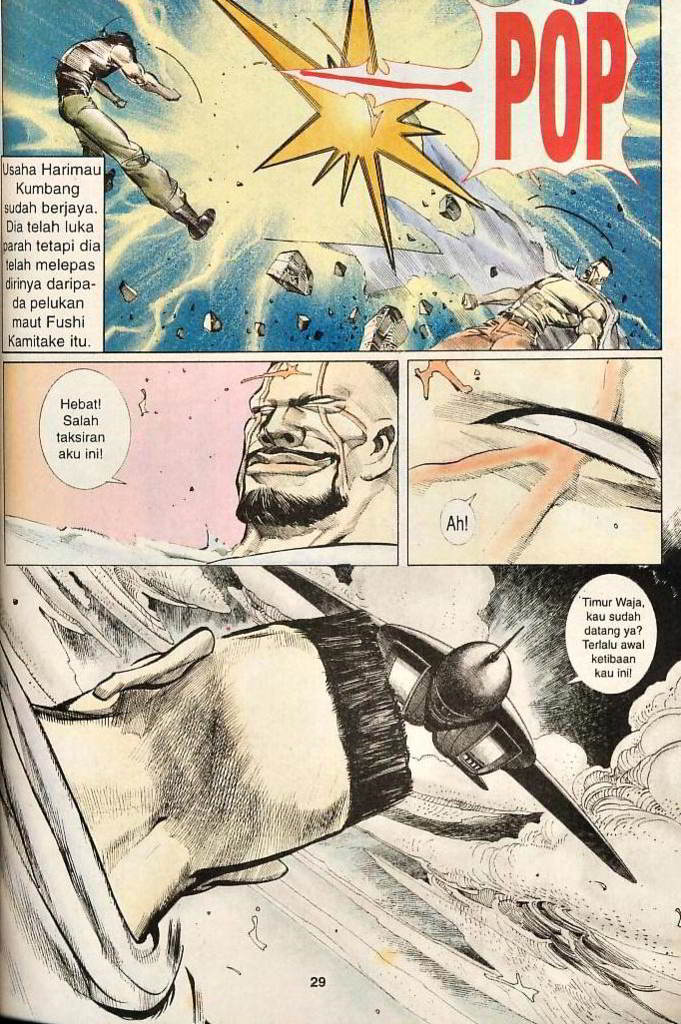 POP
Usaha Harimau
Kumbang
sudah berjaya.
Dia telah luka
parah tetapi dia
telah melepas
dirinya daripa-
da pelukan
maut Fushi
Kamitake itu.
Hebat!
Salah
taksiran
aku ini!
Ah!
Timur Waja,
kau sudah
datang ya?
Terlalu awal
ketibaan
kau ini!
29